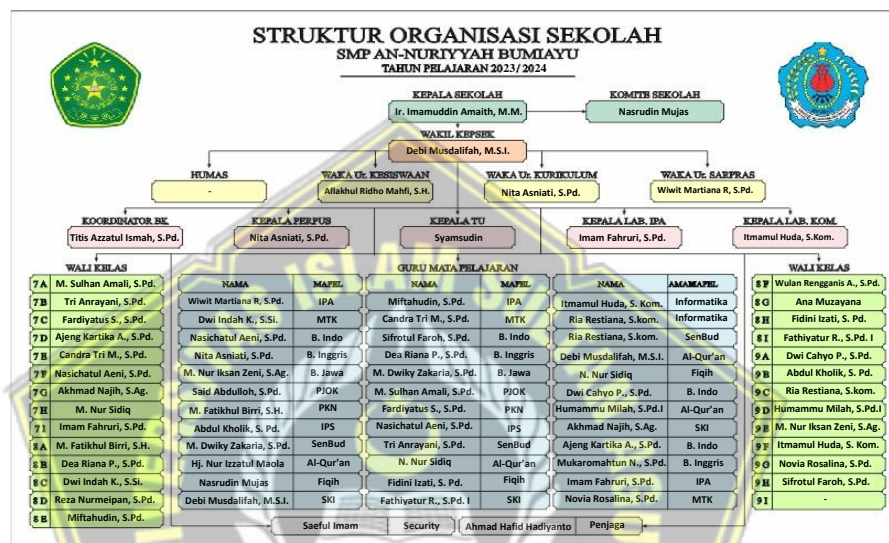 STRUKTUR ORGANISASI SEKOLAH
SMP AN-NURIYYAH BUMIAYU
TAHUN PELAJARAN 2023/2024
KEPALA SEKOLAH
Ir. Imamuddin Amaith, M.M.
KOMITE SEKOLAH
Nasrudin Mujas
WAKIL KEPSEK
Debi Musdalifah, M.S.I.
HUMAS
-
WAKA Ur. KESISWAAN
Aflakhul Ridho Mahfi, S.H.
WAKA Ur. KURIKULUM
Nita Asniati, S.Pd.
WAKA Ur. SARPRAS
Wiwit Martiana R, S.Pd.
KOORDINATOR BK
Titis Azzatul Ismah, S.Pd.
KEPALA PERPUS
Nita Asniati, S.Pd.
KEPALA TU
Syamsudin
KEPALA LAB. IPA
Imam Fahruri, S.Pd.
KEPALA LAB. KOM.
Itmamul Huda, S.Kom.
WALI KELAS
7A M. Sulhan Amali, S.Pd.
7B Tri Anrayani, S.Pd.
7C Fardiyatus S., S.Pd.
7D Ajeng Kartika A., S.Pd.
7E Candra Tri M., S.Pd.
7F Nasichatul Aeni, S.Pd.
7G Akhmad Najih, S.Ag.
7H M. Nur Sidiq
7I Imam Fahruri, S.Pd.
8A M. Fatikhul Birri, S.H.
8B Dea Riana P., S.Pd.
8C Dwi Indah K., S.Si.
8D Reza Nurmeipan, S.Pd.
8E Miftahudin, S.Pd.
GURU MATA PELAJARAN
NAMA MAPEL
Wiwit Martiana R, S.Pd. IPA
Dwi Indah K., S.Si. MTK
Nasichatul Aeni, S.Pd. B. Indo
Nita Asniati, S.Pd. B. Inggris
M. Nur Iksan Zeni, S.Ag. B. Jawa
Said Abdulloh, S.Pd. PJOK
M. Fatikhul Birri, S.H. PKN
Abdul Kholik, S.Pd. IPS
M. Dwiky Zakaria, S.Pd. SenBud
Hj. Nur Izzatul Maola Al-Qur'an
Nasrudin Mujas Fiqih
Debi Musdalifah, M.S.I. SKI
NAMA MAPEL
Miftahudin, S.Pd. IPA
Candra Tri M., S.Pd. MTK
Sifrotul Faroh, S.Pd. B. Indo
Dea Riana P., S.Pd. B. Inggris
M. Dwiky Zakaria, S.Pd. B. Jawa
M. Sulhan Amali, S.Pd. PJOK
Fardiyatus S., S.Pd. PKN
Nasichatul Aeni, S.Pd. IPS
Tri Anrayani, S.Pd. SenBud
N. Nur Sidiq Al-Qur'an
Fidini Izati, S. Pd. Fiqih
Fathiyatur R., S.Pd. I SKI
NAMA AMAMAPEL
Itmamul Huda, S. Kom. Informatika
Ria Restiana, S.kom. Informatika
Ria Restiana, S.kom. SenBud
Debi Musdalifah, M.S.I. Al-Qur'an
N. Nur Sidiq Fiqih
Dwi Cahyo P., S.Pd. B. Indo
Humammu Milah, S.Pd.I Al-Qur'an
Akhmad Najih, S.Ag. SKI
Ajeng Kartika A., S.Pd. B. Indo
Mukaromahtun N., S.Pd. B. Inggris
Imam Fahruri, S.Pd. IPA
Novia Rosalina, S.Pd. MTK
WALI KELAS
8F Wulan Rengganis A., S.Pd.
8G Ana Muzayana
8H Fidini Izati, S.Pd.
8I Fathiyatur R., S.Pd. I
9A Dwi Cahyo P., S.Pd.
9B Abdul Kholik, S. Pd.
9C Ria Restiana, S.kom
9D Humammu Milah, S.Pd.I
9E M. Nur Iksan Zeni, S.Ag.
9F Itmamul Huda, S. Kom
9G Novia Rosalina, S.Pd.
9H Sifrotul Faroh, S.Pd.
9I -
Saeful Imam Security
Ahmad Hafid Hadiyanto Penjaga